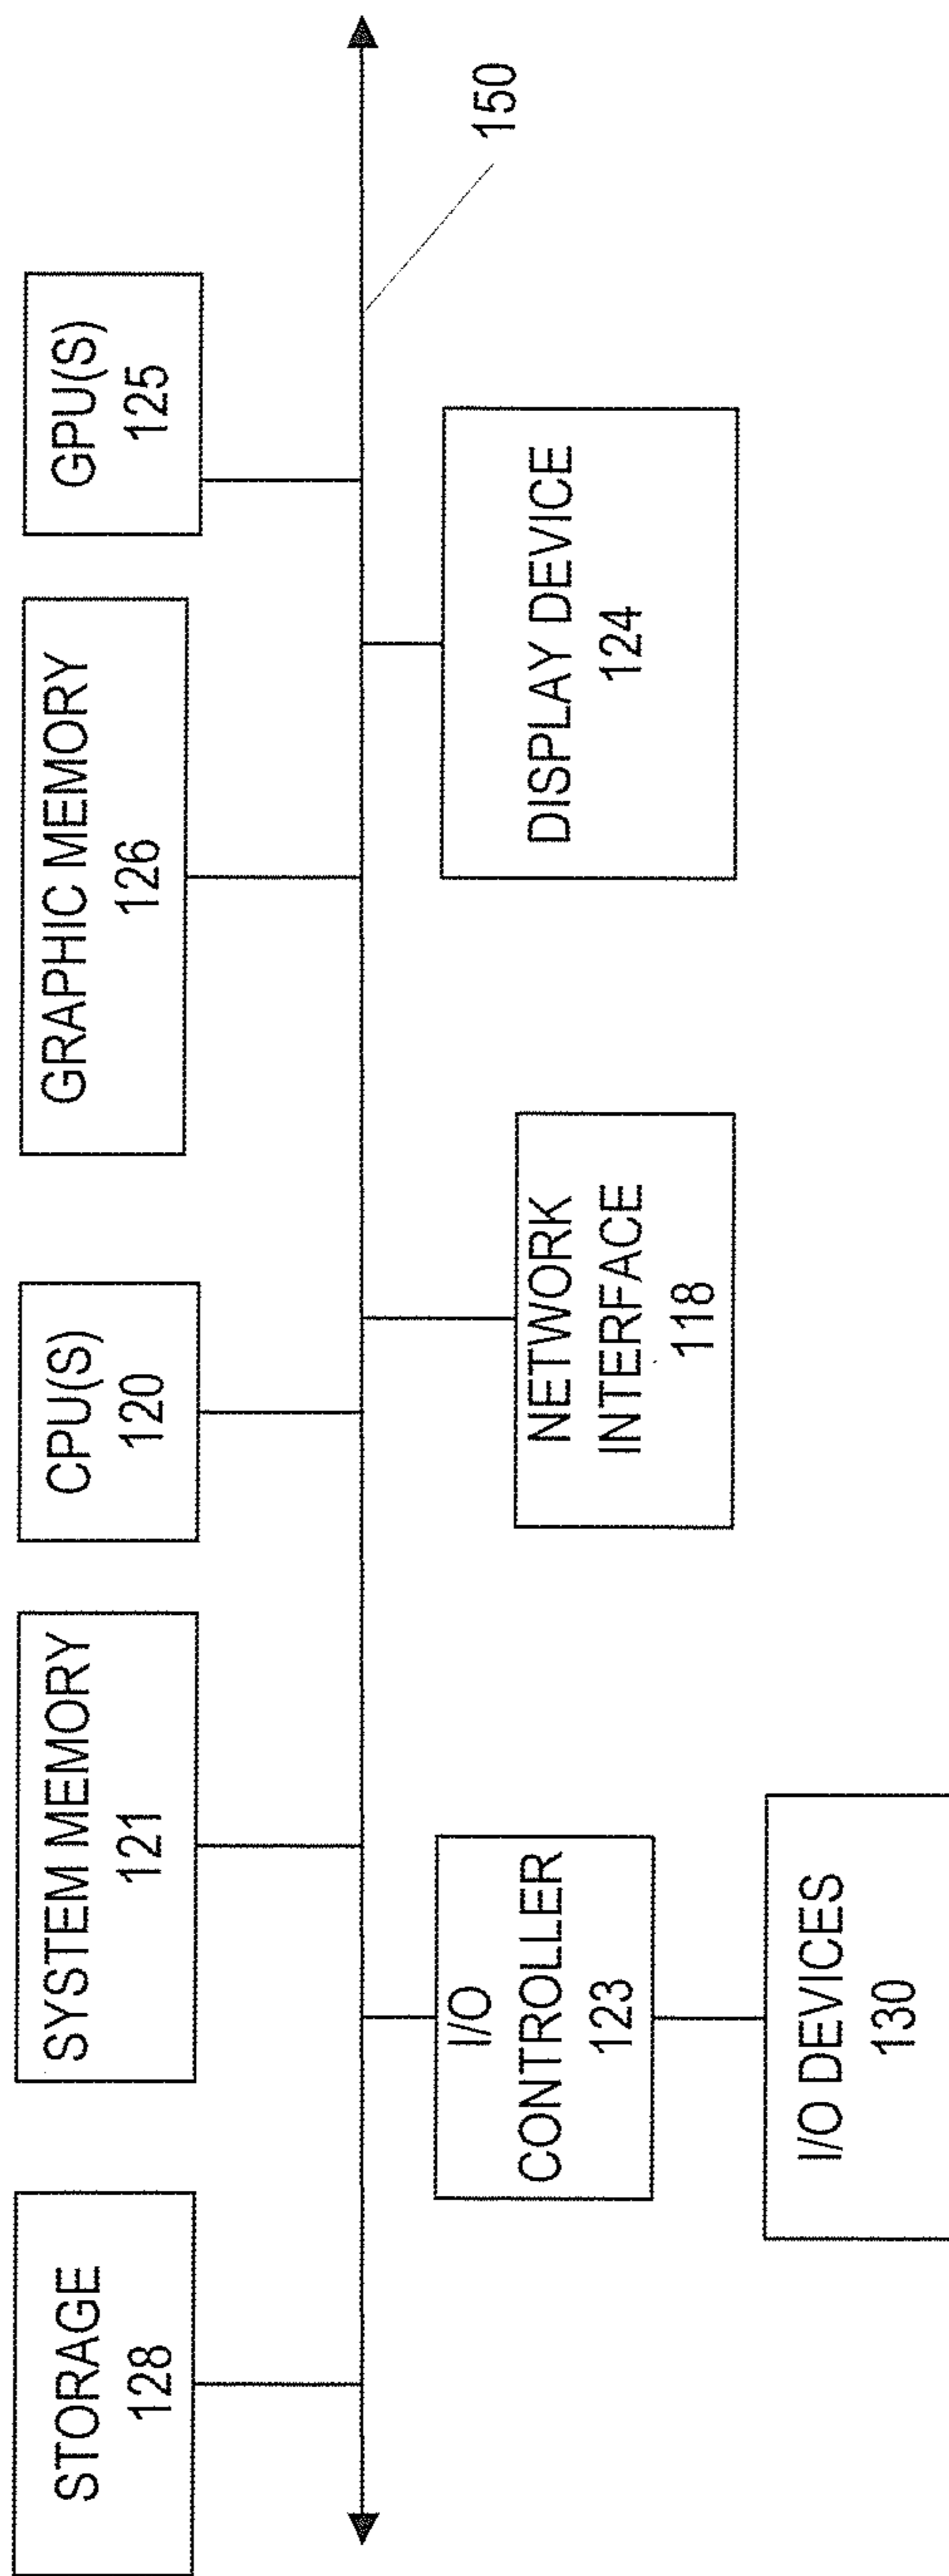 STORAGE
128
SYSTEM MEMORY
121
CPU(S)
120
GRAPHIC MEMORY
126
GPU(S)
125
150
I/O
CONTROLLER
123
NETWORK
INTERFACE
118
DISPLAY DEVICE
124
I/O DEVICES
130